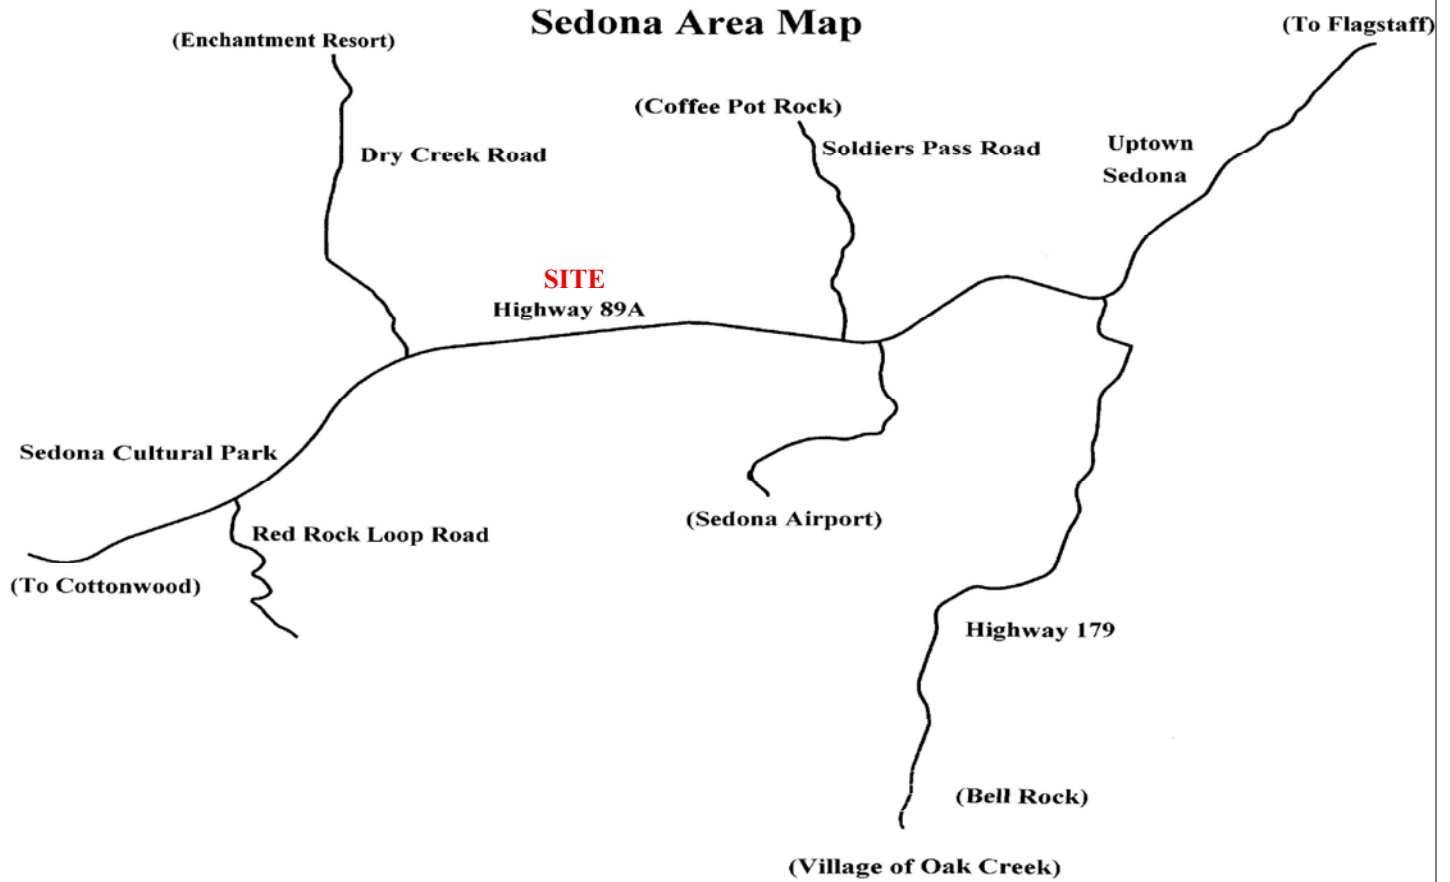 Sedona Area Map
(To Flagstaff)
(Enchantment Resort)
(Coffee Pot Rock)
Dry Creek Road
Soldiers Pass Road
Uptown
Sedona
SITE
Highway 89A
Sedona Cultural Park
(Sedona Airport)
Red Rock Loop Road
(To Cottonwood)
Highway 179
(Bell Rock)
(Village of Oak Creek)